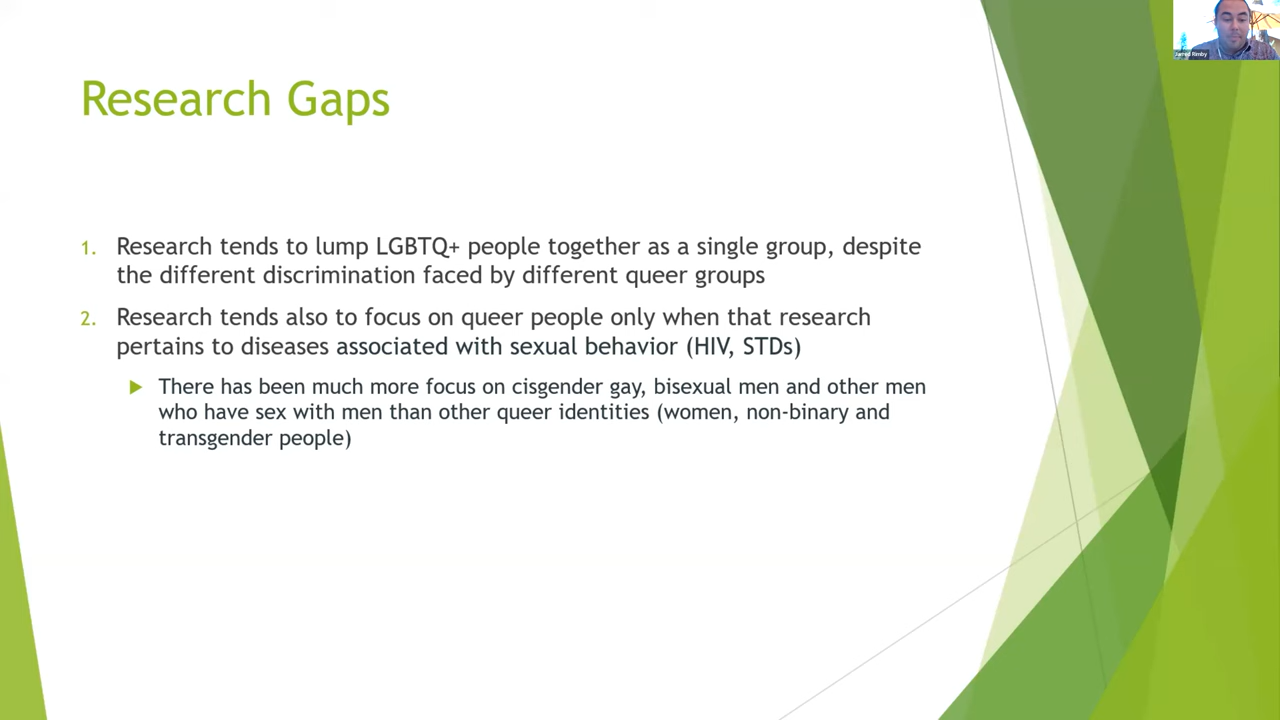 Jarred Rimby
Research Gaps
1. Research tends to lump LGBTQ+ people together as a single group, despite
the different discrimination faced by different queer groups
2. Research tends also to focus on queer people only when that research
pertains to diseases associated with sexual behavior (HIV, STDs)
There has been much more focus on cisgender gay, bisexual men and other men
who have sex with men than other queer identities (women, non-binary and
transgender people)